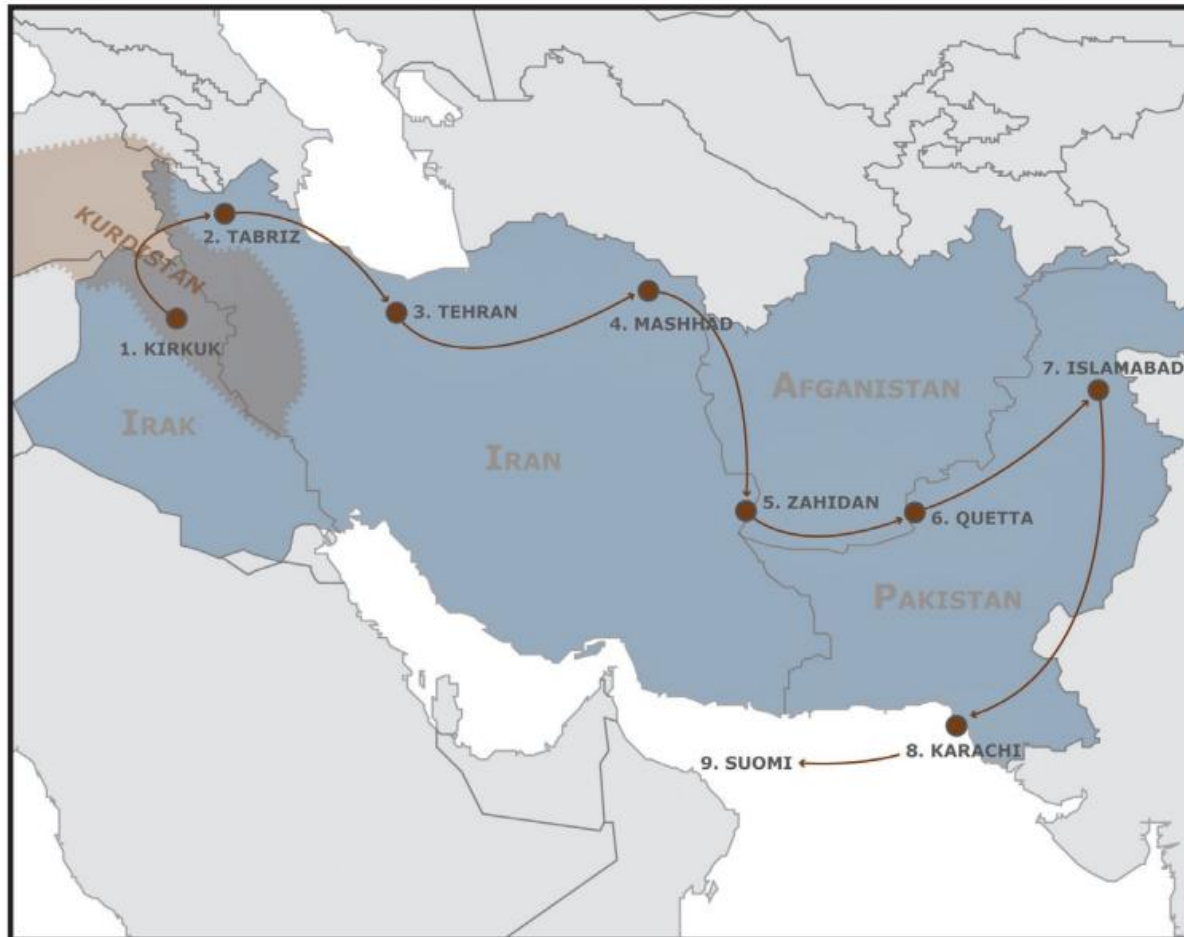 KURDISTAN
2. TABRIZ
3. TEHRAN
4. MASHHAD
1. KIRKUK
7. ISLAMABAD
AFGANISTAN
IRAK
IRAN
5. ZAHIDAN
6. QUETTA
PAKISTAN
8. KARACHI
9. SUOMI